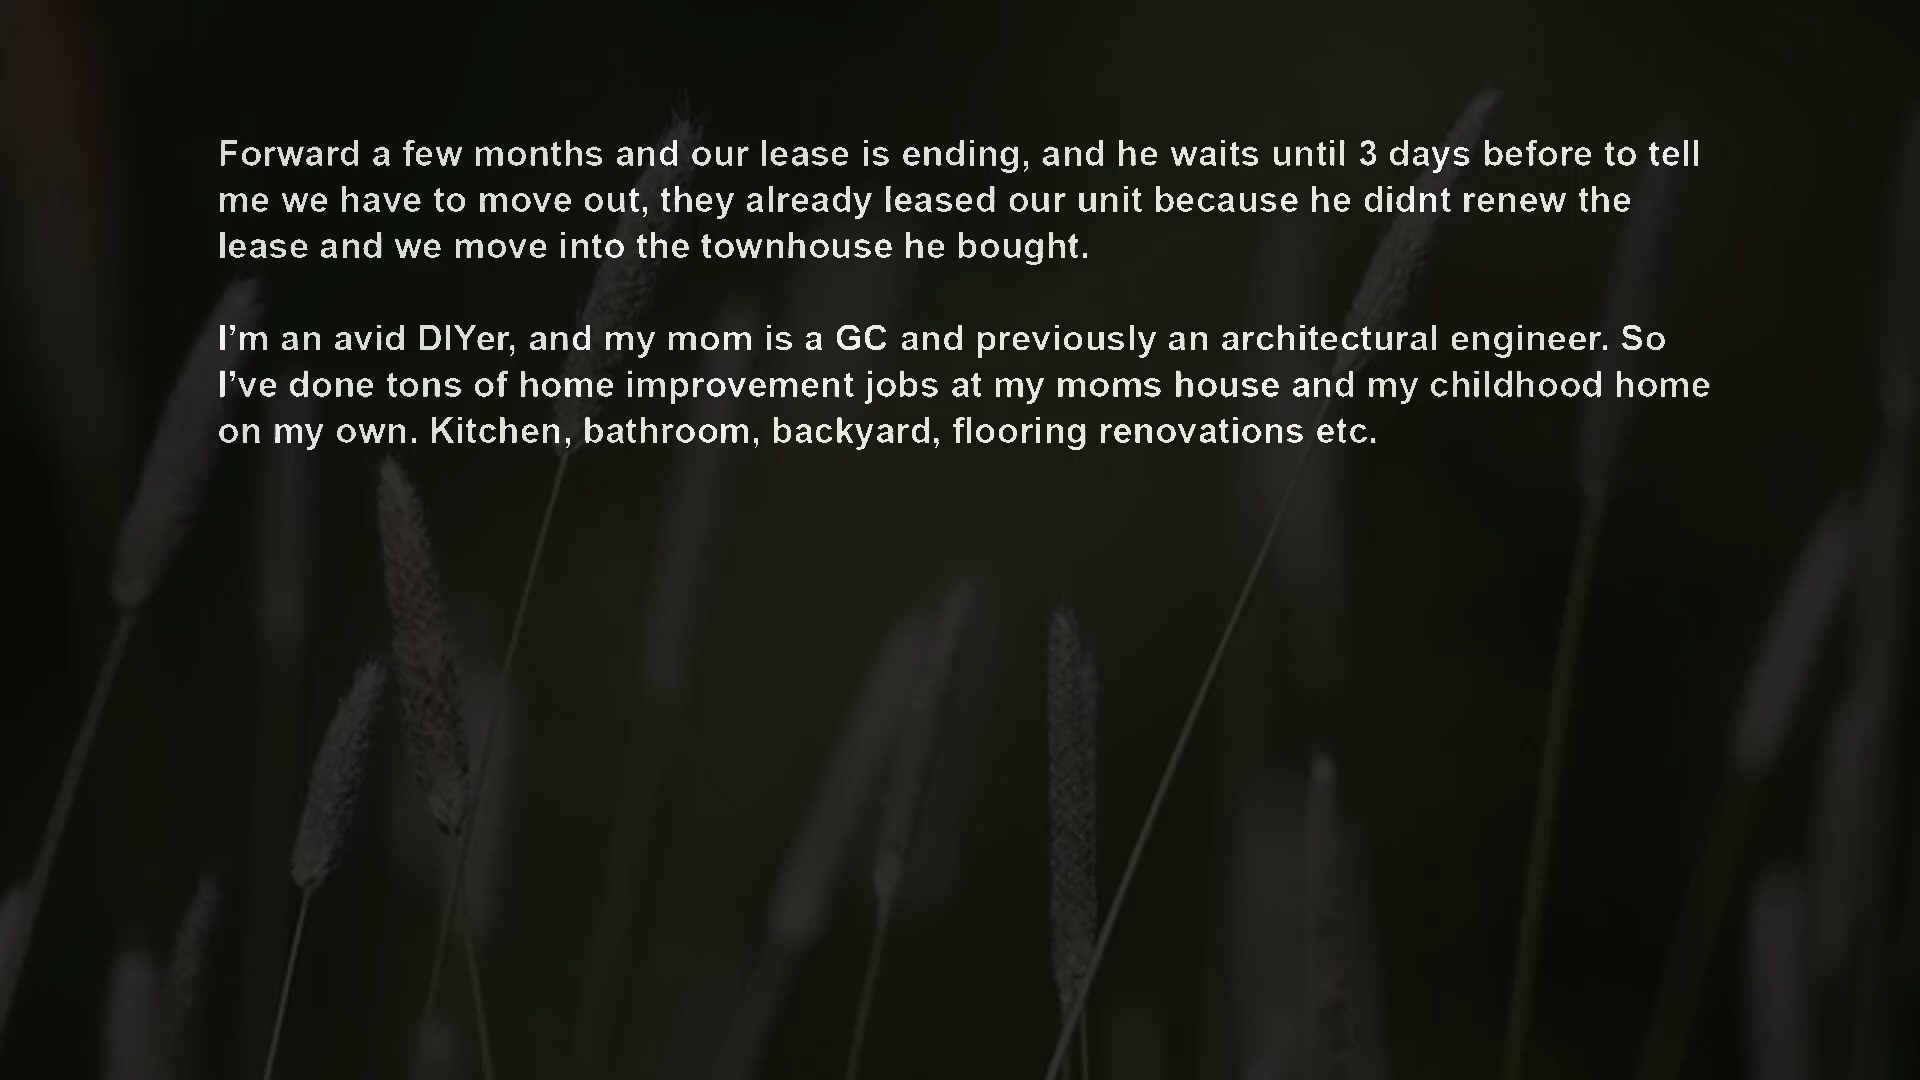 Forward a few months and our lease is ending, and he waits until 3 days before to tell
me we have to move out, they already leased our unit because he didnt renew the
lease and we move into the townhouse he bought.
I’m an avid DIYer, and my mom is a GC and previously an architectural engineer. So
I’ve done tons of home improvement jobs at my moms house and my childhood home
on my own. Kitchen, bathroom, backyard, flooring renovations etc.